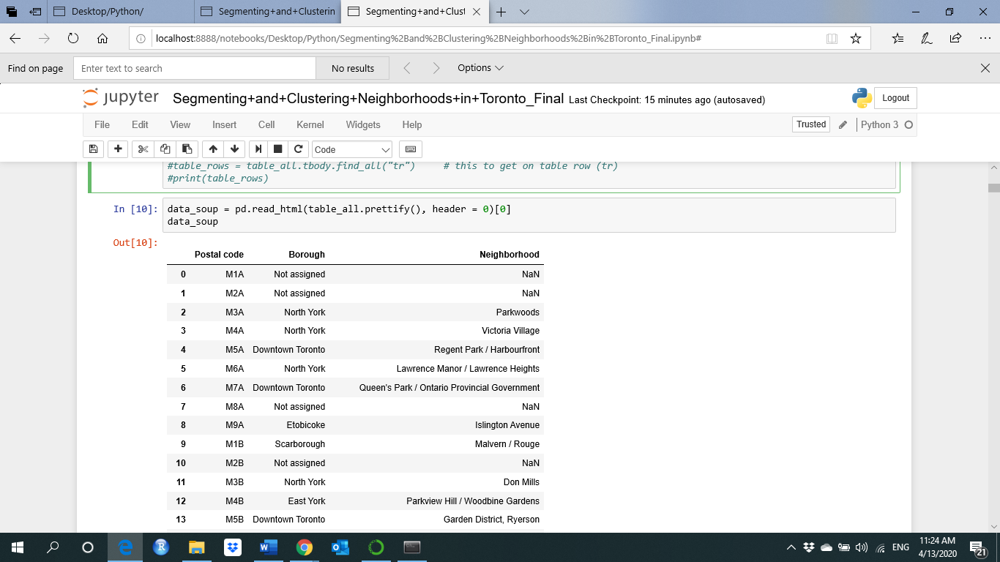 Desktop/Python/
Segmenting+and+Clusterin
Segmenting+and+Clust
localhost:8888/notebooks/Desktop/Python/Segmenting%2Band%2BClustering%2BNeighborhoods%2Bin%2BToronto_Final.ipynb#
Find on page
Enter text to search
No results
Options
jupyter
Segmenting+and+Clustering+Neighborhoods+in+Toronto_Final Last Checkpoint: 15 minutes ago (autosaved)
Logout
File Edit View Insert Cell Kernel Widgets Help
Trusted
Python 3
Code
#table_rows = table_all.tbody.find_all("tr")     # this to get on table row (tr)
#print(table_rows)
In [10]: data_soup = pd.read_html(table_all.prettify(), header = 0)[0]
data_soup
Out[10]:
Postal code Borough Neighborhood
0 M1A Not assigned NaN
1 M2A Not assigned NaN
2 M3A North York Parkwoods
3 M4A North York Victoria Village
4 M5A Downtown Toronto Regent Park / Harbourfront
5 M6A North York Lawrence Manor / Lawrence Heights
6 M7A Downtown Toronto Queen's Park / Ontario Provincial Government
7 M8A Not assigned NaN
8 M9A Etobicoke Islington Avenue
9 M1B Scarborough Malvern / Rouge
10 M2B Not assigned NaN
11 M3B North York Don Mills
12 M4B East York Parkview Hill / Woodbine Gardens
13 M5B Downtown Toronto Garden District, Ryerson
ENG
11:24 AM
4/13/2020
21